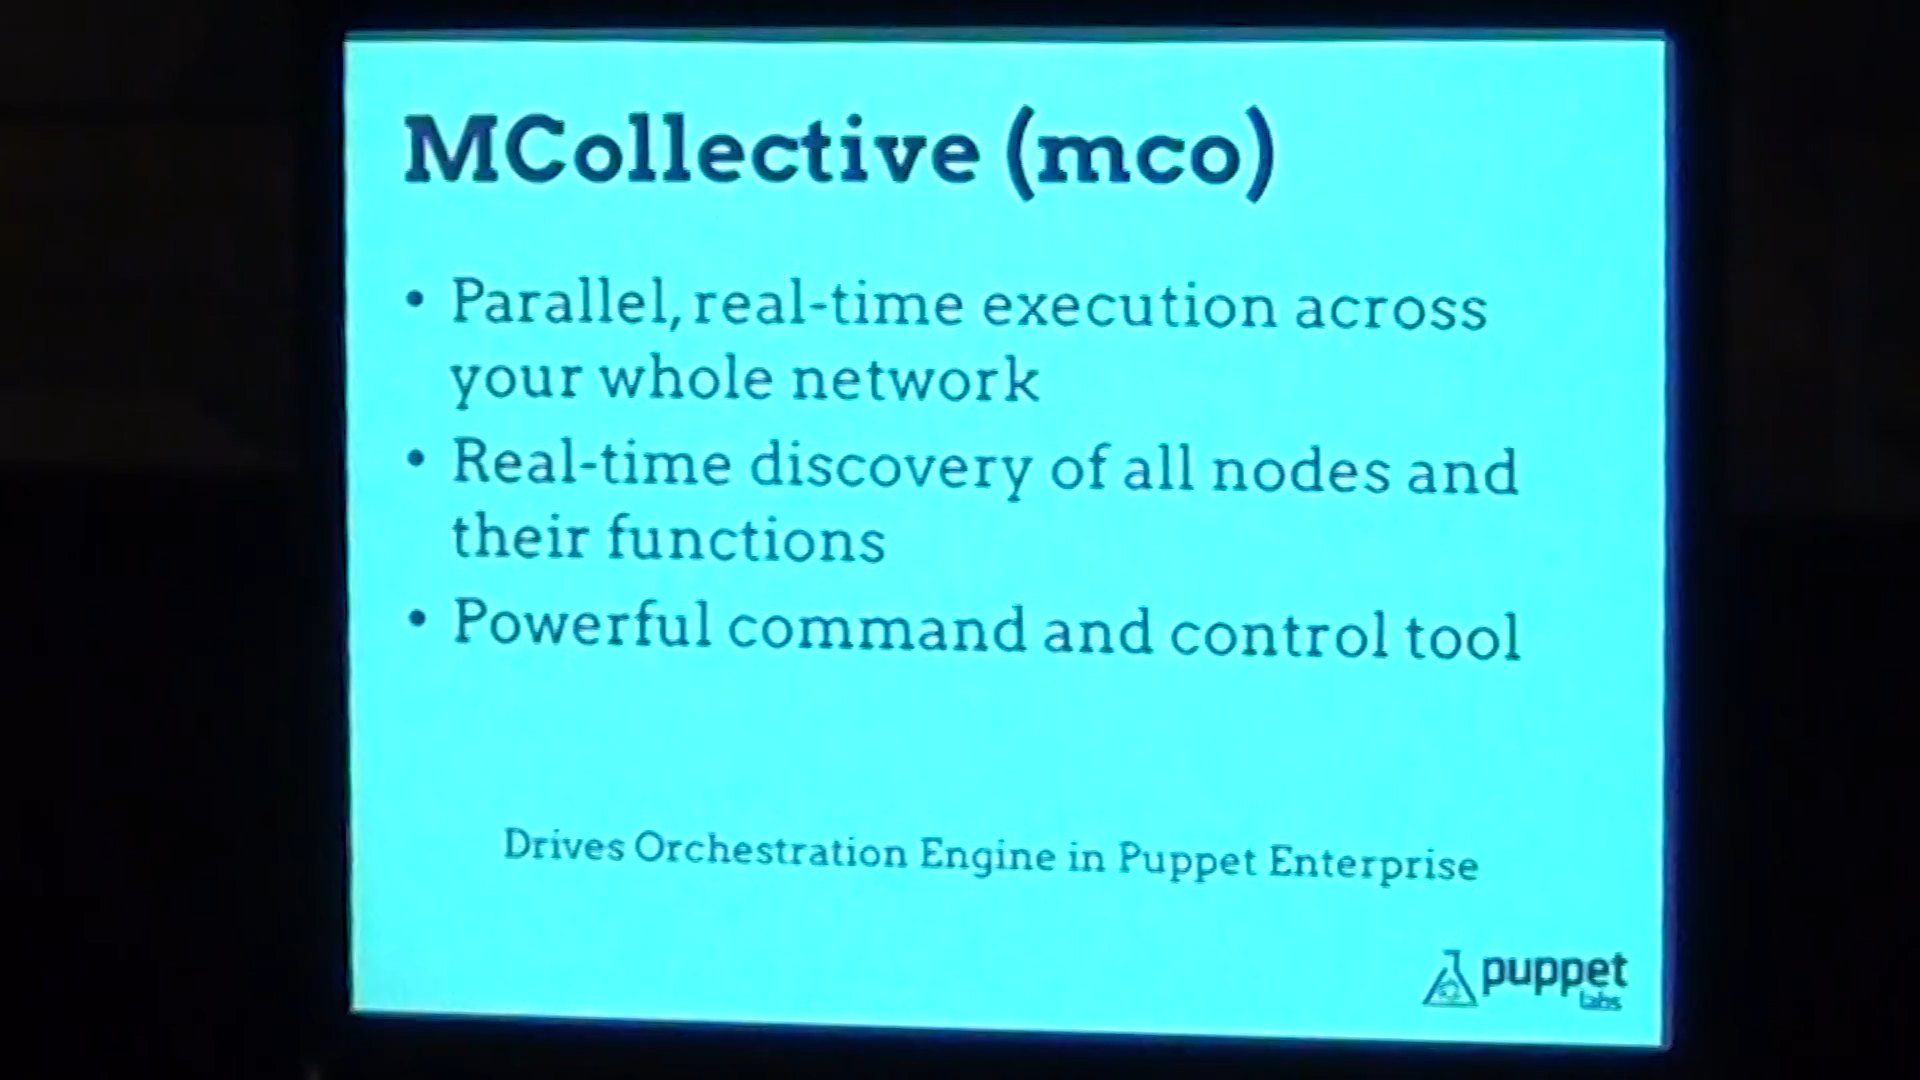 MCollective (mco)
• Parallel, real-time execution across
your whole network
• Real-time discovery of all nodes and
their functions
• Powerful command and control tool
Drives Orchestration Engine in Puppet Enterprise
puppet
labs